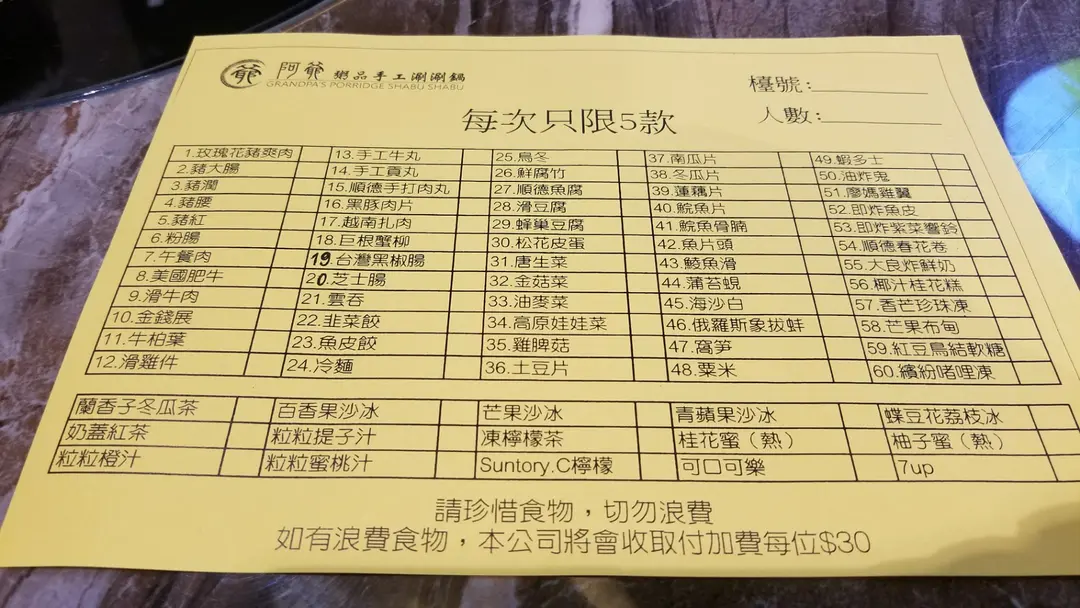 爺 阿爺 粥品手工涮涮鍋
GRANDPA'S PORRIDGE SHABU SHABU
檯號:
人數:
每次只限5款
1.玫瑰花豬爽肉 13.手工牛丸 25.烏冬 37.南瓜片 49.蝦多士
2.豬大腸 14.手工貢丸 26.鮮腐竹 38.冬瓜片 50.油炸鬼
3.豬潤 15.順德手打肉丸 27.順德魚腐 39.蓮藕片 51.廖媽雞翼
4.豬腰 16.黑豚肉片 28.滑豆腐 40.鯇魚片 52.即炸魚皮
5.豬紅 17.越南扎肉 29.蜂巢豆腐 41.鯇魚骨腩 53.即炸紫菜響鈴
6.粉腸 18.巨根蟹柳 30.松花皮蛋 42.魚片頭 54.順德春花卷
7.午餐肉 19.台灣黑椒腸 31.唐生菜 43.鯪魚滑 55.大良炸鮮奶
8.美國肥牛 20.芝士腸 32.金菇菜 44.蒲苔蜆 56.椰汁桂花糕
9.滑牛肉 21.雲吞 33.油麥菜 45.海沙白 57.香芒珍珠凍
10.金錢展 22.韭菜餃 34.高原娃娃菜 46.俄羅斯象拔蚌 58.芒果布甸
11.牛柏葉 23.魚皮餃 35.雞脾菇 47.窩笋 59.紅豆鳥結軟糖
12.滑雞件 24.冷麵 36.土豆片 48.粟米 60.繽紛啫喱凍
蘭香子冬瓜茶 百香果沙冰 芒果沙冰 青蘋果沙冰 蝶豆花荔枝冰
奶蓋紅茶 粒粒提子汁 凍檸檬茶 桂花蜜（熱） 柚子蜜（熱）
粒粒橙汁 粒粒蜜桃汁 Suntory.C檸檬 可口可樂 7up
請珍惜食物，切勿浪費
如有浪費食物，本公司將會收取付加費每位$30